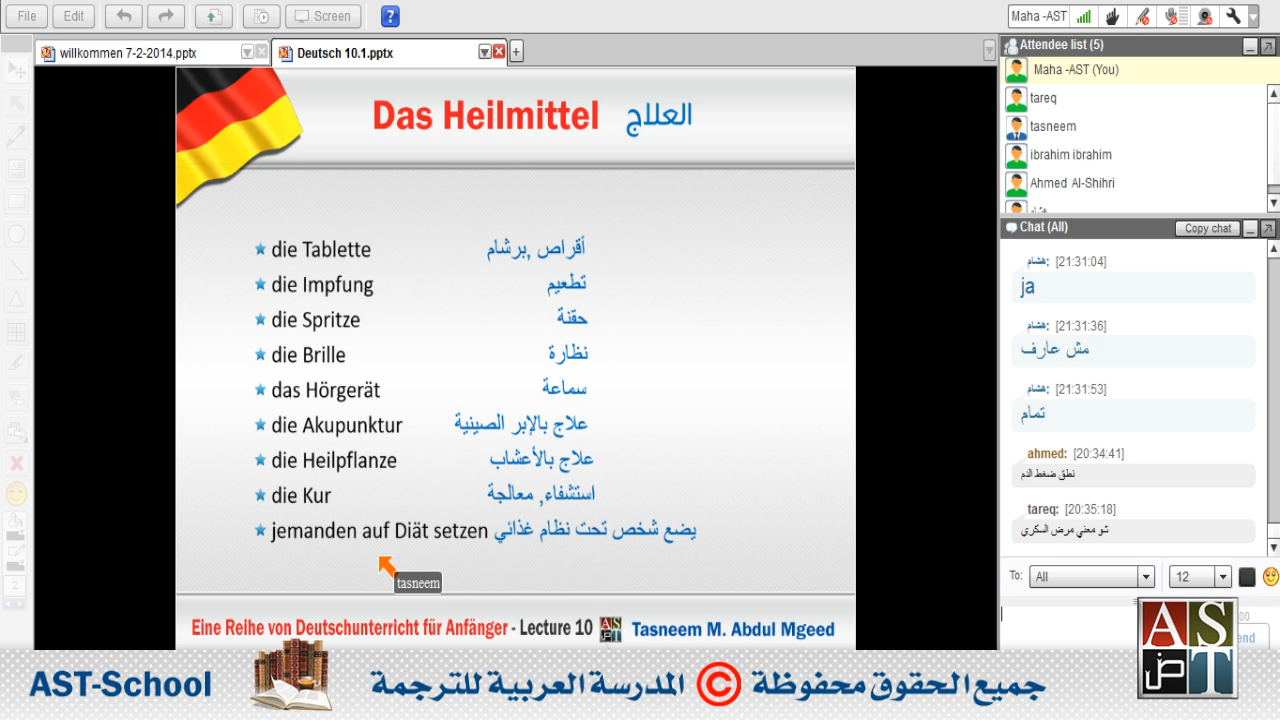 File Edit Screen ? Maha -AST
willkommen 7-2-2014.pptx Deutsch 10.1.pptx
Das Heilmittel العلاج
die Tablette أقراص ,برشام
die Impfung تطعيم
die Spritze حقنة
die Brille نظارة
das Hörgerät سماعة
die Akupunktur علاج بالإبر الصينية
die Heilpflanze علاج بالأعشاب
die Kur استشفاء, معالجة
jemanden auf Diät setzen يضع شخص تحت نظام غذائي
tasneem
Eine Reihe von Deutschunterricht für Anfänger - Lecture 10 Tasneem M. Abdul Mgeed
Attendee list (5)
Maha -AST (You)
tareq
tasneem
ibrahim ibrahim
Ahmed Al-Shihri
Chat (All) Copy chat
هشام: [21:31:04]
ja
هشام: [21:31:36]
مش عارف
هشام: [21:31:53]
تمام
ahmed: [20:34:41]
نطق ضغط الدم
tareq: [20:35:18]
شو معني مرض السكري
To: All 12
AST-School جميع الحقوق محفوظة © المدرسة العربية للترجمة
A S ض T